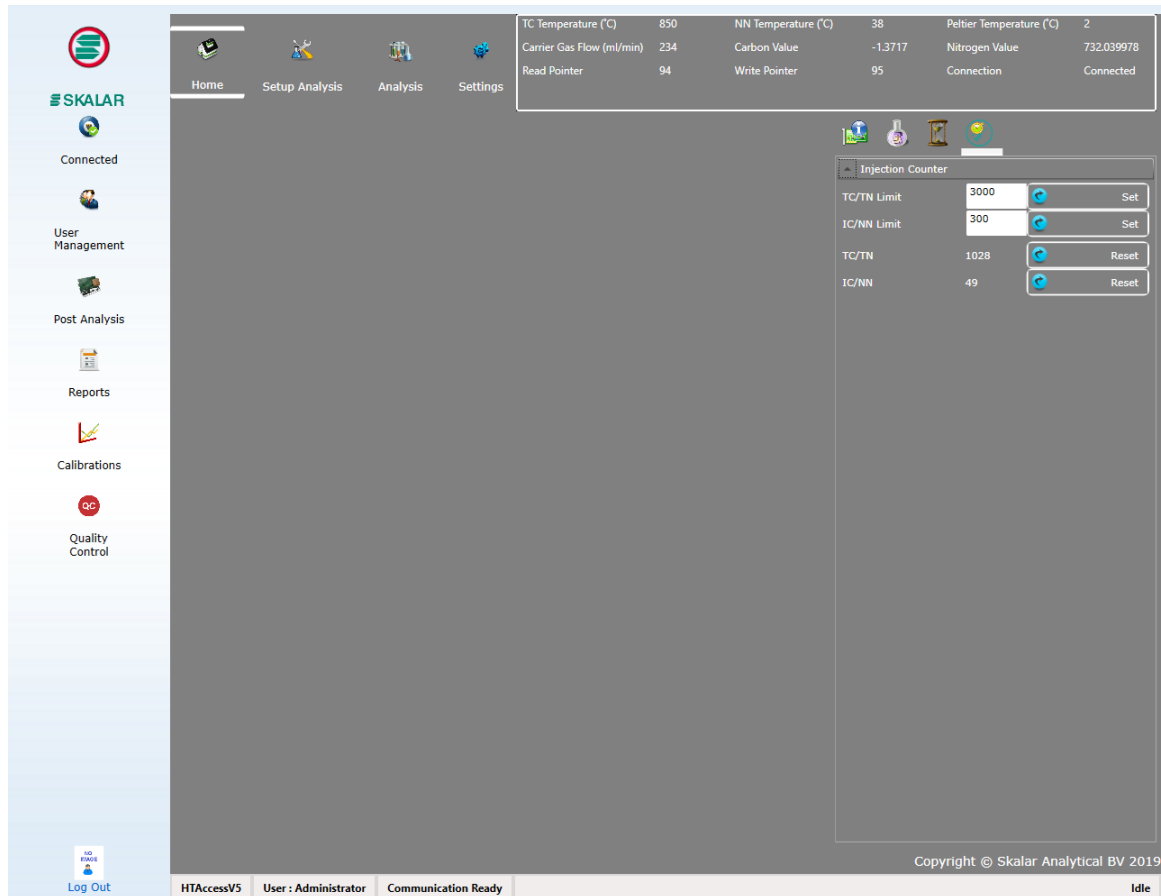 SKALAR
Connected
User
Management
Post Analysis
Reports
Calibrations
QC
Quality
Control
NO
IMAGE
Log Out
Home
Setup Analysis
Analysis
Settings
TC Temperature (°C) 850 NN Temperature (°C) 38 Peltier Temperature (°C) 2
Carrier Gas Flow (ml/min) 234 Carbon Value -1.3717 Nitrogen Value 732.039978
Read Pointer 94 Write Pointer 95 Connection Connected
Injection Counter
TC/TN Limit 3000 Set
IC/NN Limit 300 Set
TC/TN 1028 Reset
IC/NN 49 Reset
Copyright © Skalar Analytical BV 2019
HTAccessV5 User : Administrator Communication Ready Idle